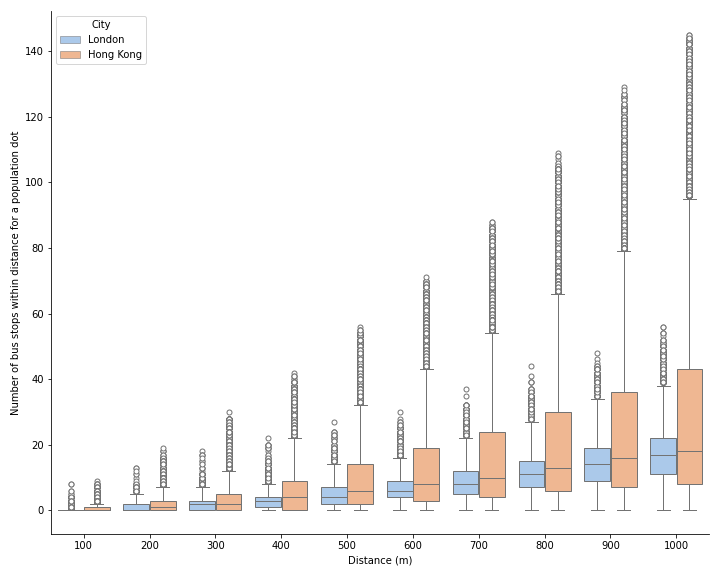 City
London
Hong Kong
Number of bus stops within distance for a population dot
140
120
100
80
60
40
20
0
100 200 300 400 500 600 700 800 900 1000
Distance (m)